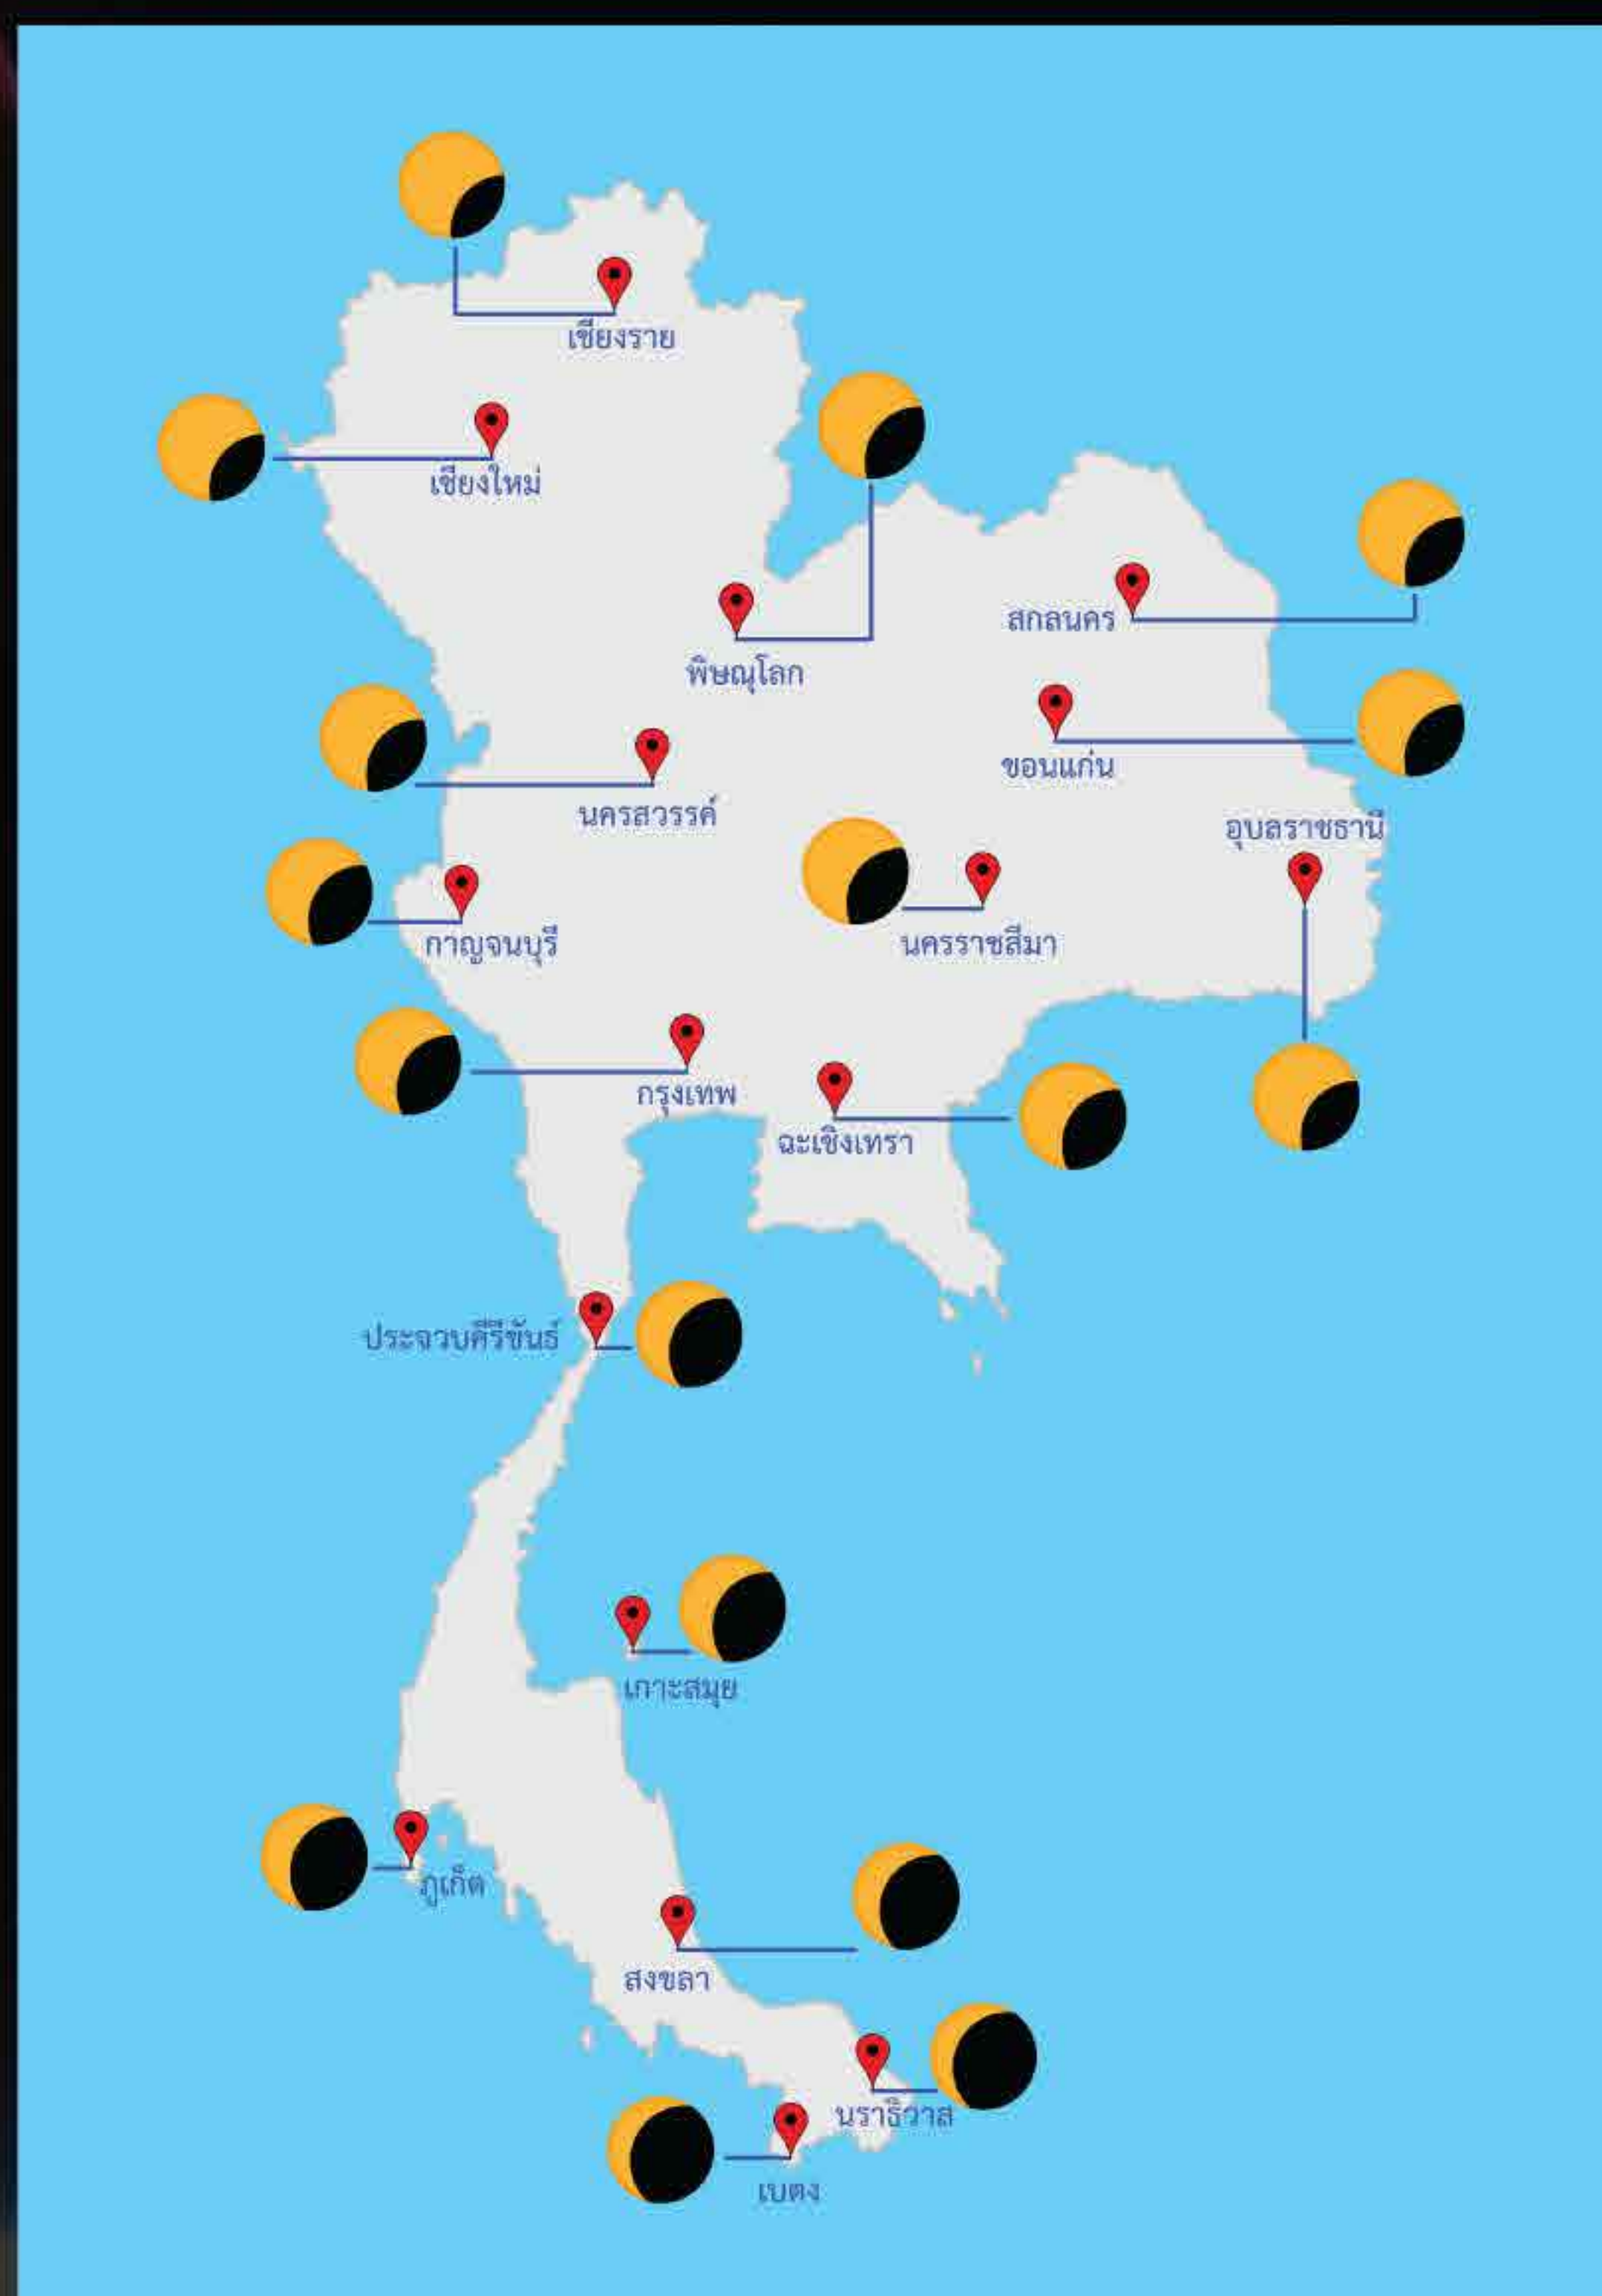 เชียงราย
เชียงใหม่
สกลนคร
พิษณุโลก
ขอนแก่น
นครสวรรค์
อุบลราชธานี
กาญจนบุรี
นครราชสีมา
กรุงเทพ
ฉะเชิงเทรา
ประจวบคีรีขันธ์
เกาะสมุย
ภูเก็ต
สงขลา
นราธิวาส
เบตง